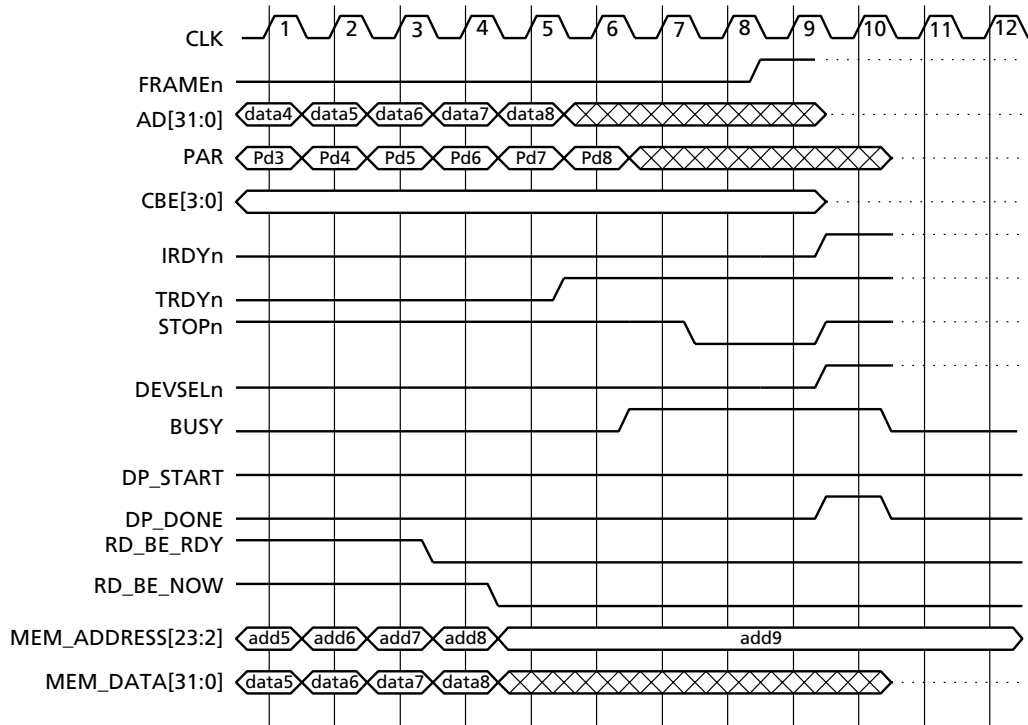 CLK 1 2 3 4 5 6 7 8 9 10 11 12
FRAMEn
AD[31:0] data4 data5 data6 data7 data8
PAR Pd3 Pd4 Pd5 Pd6 Pd7 Pd8
CBE[3:0]
IRDYn
TRDYn
STOPn
DEVSELn
BUSY
DP_START
DP_DONE
RD_BE_RDY
RD_BE_NOW
MEM_ADDRESS[23:2] add5 add6 add7 add8 add9
MEM_DATA[31:0] data5 data6 data7 data8